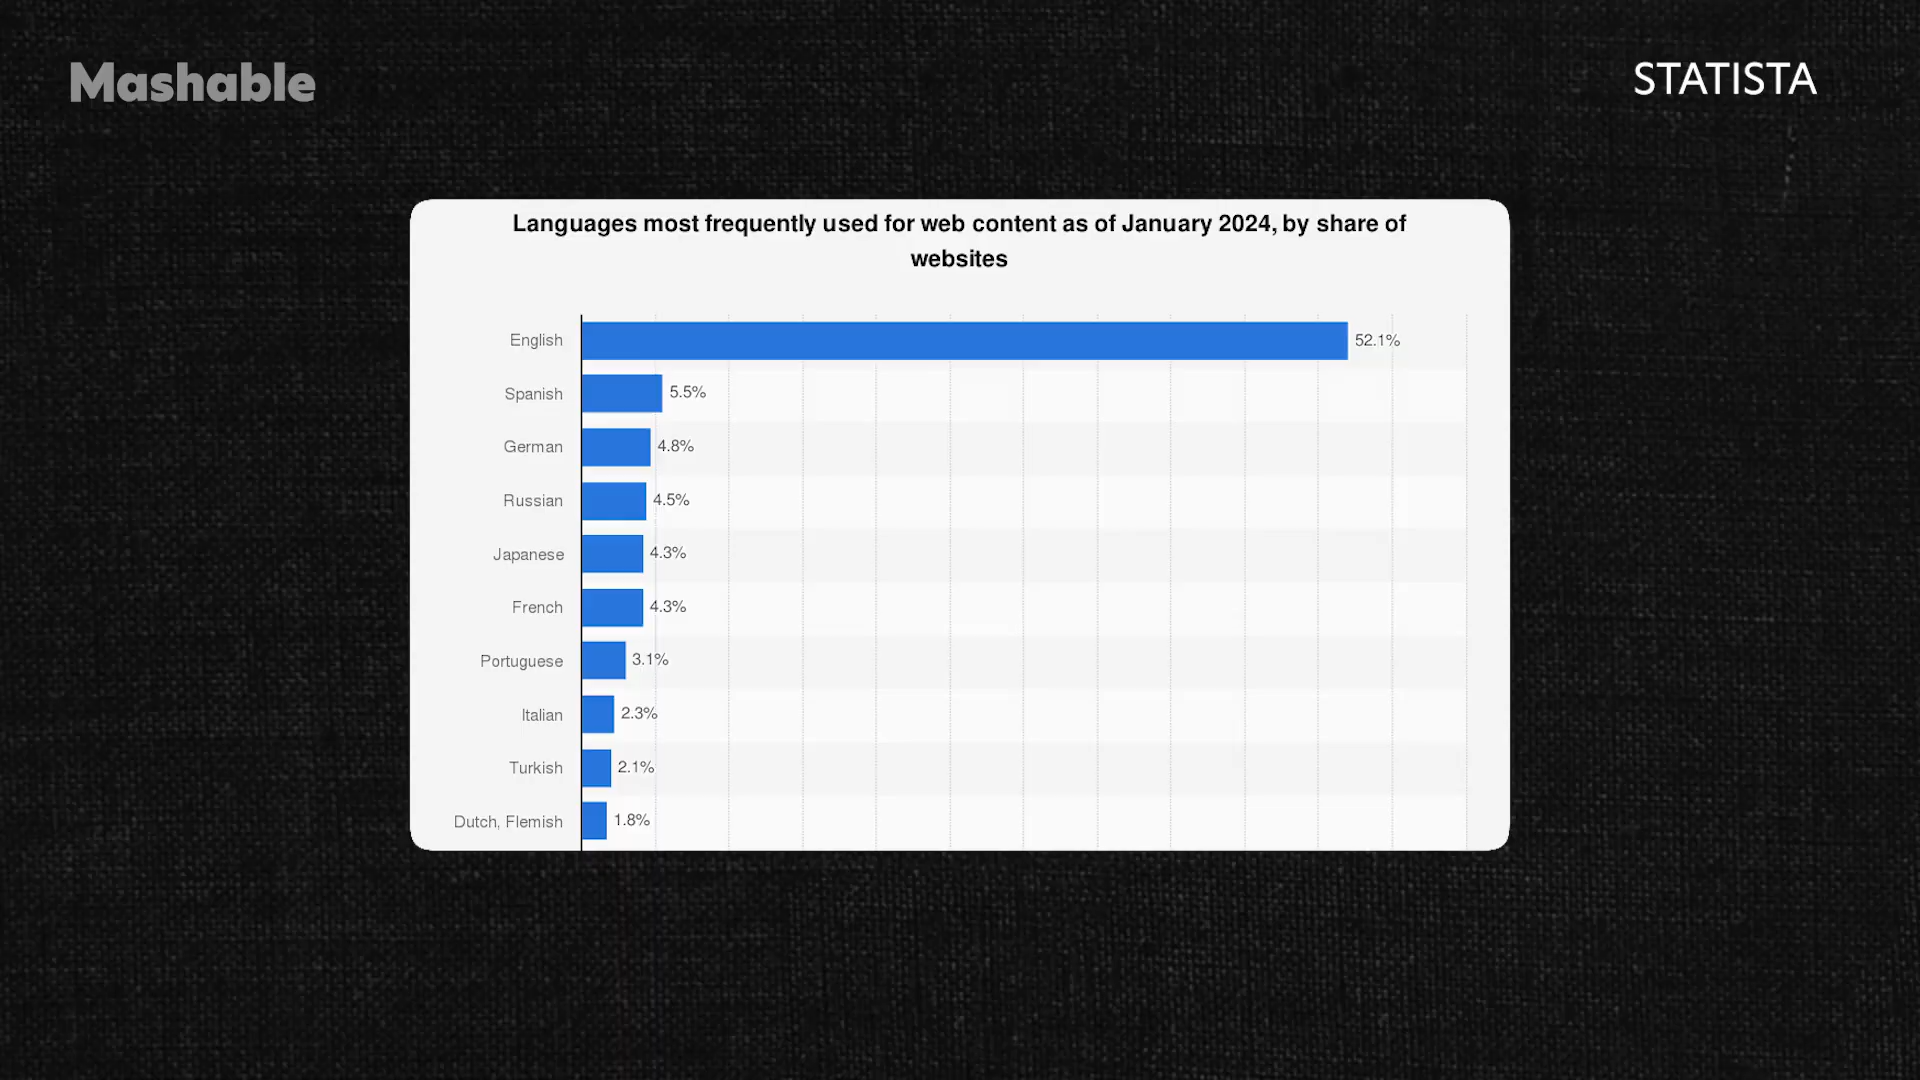 Mashable
STATISTA
Languages most frequently used for web content as of January 2024, by share of
websites
English 52.1%
Spanish 5.5%
German 4.8%
Russian 4.5%
Japanese 4.3%
French 4.3%
Portuguese 3.1%
Italian 2.3%
Turkish 2.1%
Dutch, Flemish 1.8%